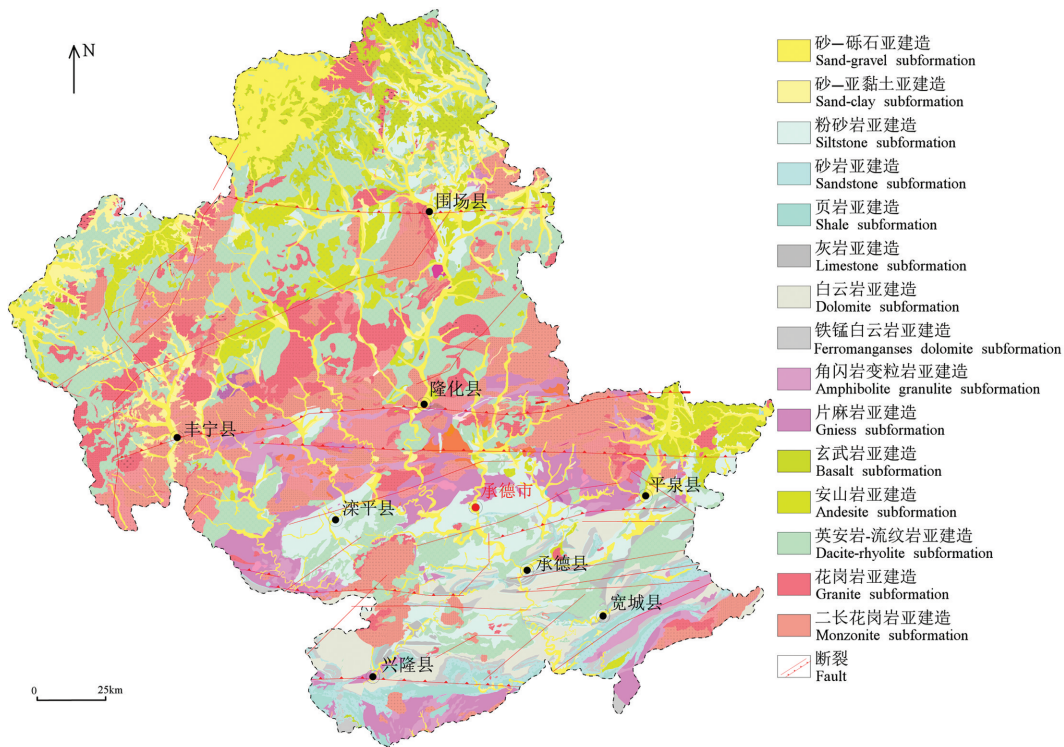 N
围场县
隆化县
丰宁县
平泉县
承德市
滦平县
承德县
宽城县
兴隆县
0 25km
砂—砾石亚建造
Sand-gravel subformation
砂—亚黏土亚建造
Sand-clay subformation
粉砂岩亚建造
Siltstone subformation
砂岩亚建造
Sandstone subformation
页岩亚建造
Shale subformation
灰岩亚建造
Limestone subformation
白云岩亚建造
Dolomite subformation
铁锰白云岩亚建造
Ferromanganses dolomite subformation
角闪岩变粒岩亚建造
Amphibolite granulite subformation
片麻岩亚建造
Gniess subformation
玄武岩亚建造
Basalt subformation
安山岩亚建造
Andesite subformation
英安岩-流纹岩亚建造
Dacite-rhyolite subformation
花岗岩亚建造
Granite subformation
二长花岗岩亚建造
Monzonite subformation
断裂
Fault